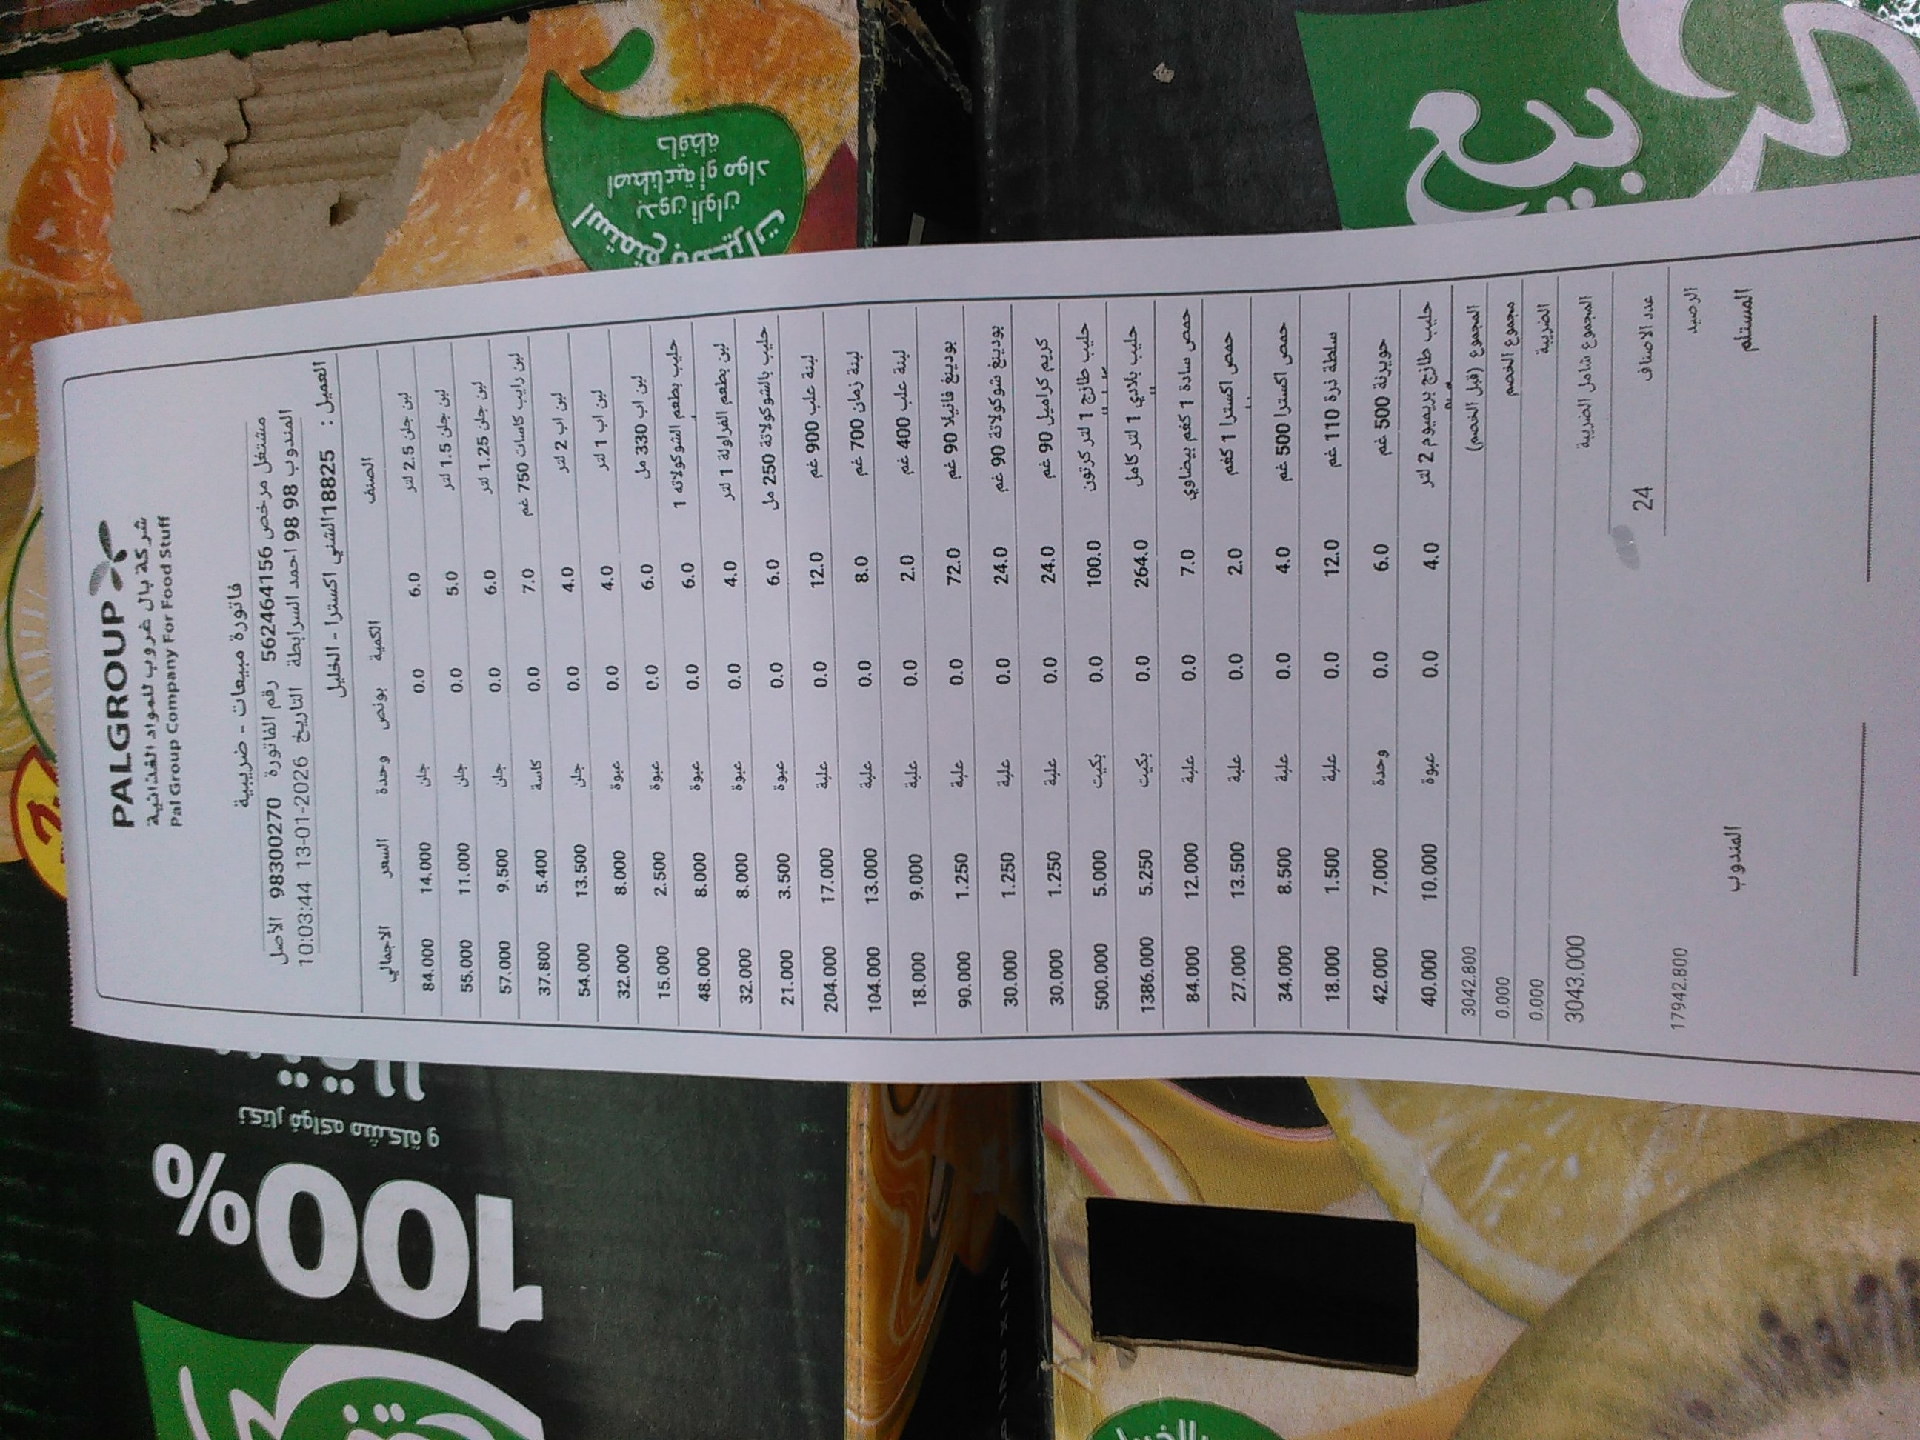 PALGROUP
شركة بال غروب للمواد الغذائية
Pal Group Company For Food Stuff
فاتورة مبيعات - ضريبية
مشتغل مرخص 562464156 رقم الفاتورة 98300270 الأصل
المندوب 98 98 احمد السرابطة التاريخ 2026-01-13 10:03:44
العميل : 18825الشني اكسترا - الخليل
الصنف الكمية بونص وحدة السعر الاجمالي
لبن جلن 2.5 لتر 6.0 0.0 جلن 14.000 84.000
لبن جلن 1.5 لتر 5.0 0.0 جلن 11.000 55.000
لبن جلن 1.25 لتر 6.0 0.0 جلن 9.500 57.000
لبن رايب كاسات 750 غم 7.0 0.0 كاسة 5.400 37.800
لبن اب 2 لتر 4.0 0.0 جلن 13.500 54.000
لبن اب 1 لتر 4.0 0.0 عبوة 8.000 32.000
لبن اب 330 مل 6.0 0.0 عبوة 2.500 15.000
حليب بطعم الشوكولاته 1 6.0 0.0 عبوة 8.000 48.000
لبن بطعم الفراولة 1 لتر 4.0 0.0 عبوة 8.000 32.000
حليب بالشوكولاتة 250 مل 6.0 0.0 عبوة 3.500 21.000
لبنة علب 900 غم 12.0 0.0 علبة 17.000 204.000
لبنة زمان 700 غم 8.0 0.0 علبة 13.000 104.000
لبنة علب 400 غم 2.0 0.0 علبة 9.000 18.000
بودينغ فانيلا 90 غم 72.0 0.0 علبة 1.250 90.000
بودينغ شوكولاتة 90 غم 24.0 0.0 علبة 1.250 30.000
كريم كراميل 90 غم 24.0 0.0 علبة 1.250 30.000
حليب طازج 1 لتر كرتون 100.0 0.0 بكيت 5.000 500.000
حليب بلادي 1 لتر كامل 264.0 0.0 بكيت 5.250 1386.000
حمص سادة 1 كغم بيضاوي 7.0 0.0 علبة 12.000 84.000
حمص اكسترا 1 كغم 2.0 0.0 علبة 13.500 27.000
حمص اكسترا 500 غم 4.0 0.0 علبة 8.500 34.000
سلطة ذرة 110 غم 12.0 0.0 علبة 1.500 18.000
جويرنة 500 غم 6.0 0.0 وحدة 7.000 42.000
حليب طازج بريميوم 2 لتر 4.0 0.0 عبوة 10.000 40.000
المجموع (قبل الخصم) 3042.800
مجموع الخصم 0.000
الضريبة 0.000
المجموع شامل الضريبة 3043.000
عدد الاصناف 24
الرصيد 17942.800
المستلم المندوب
استمتع
بدون الوان
اصطناعية أو مواد
حافظة
100%
نكتار فواكه مشكلة و